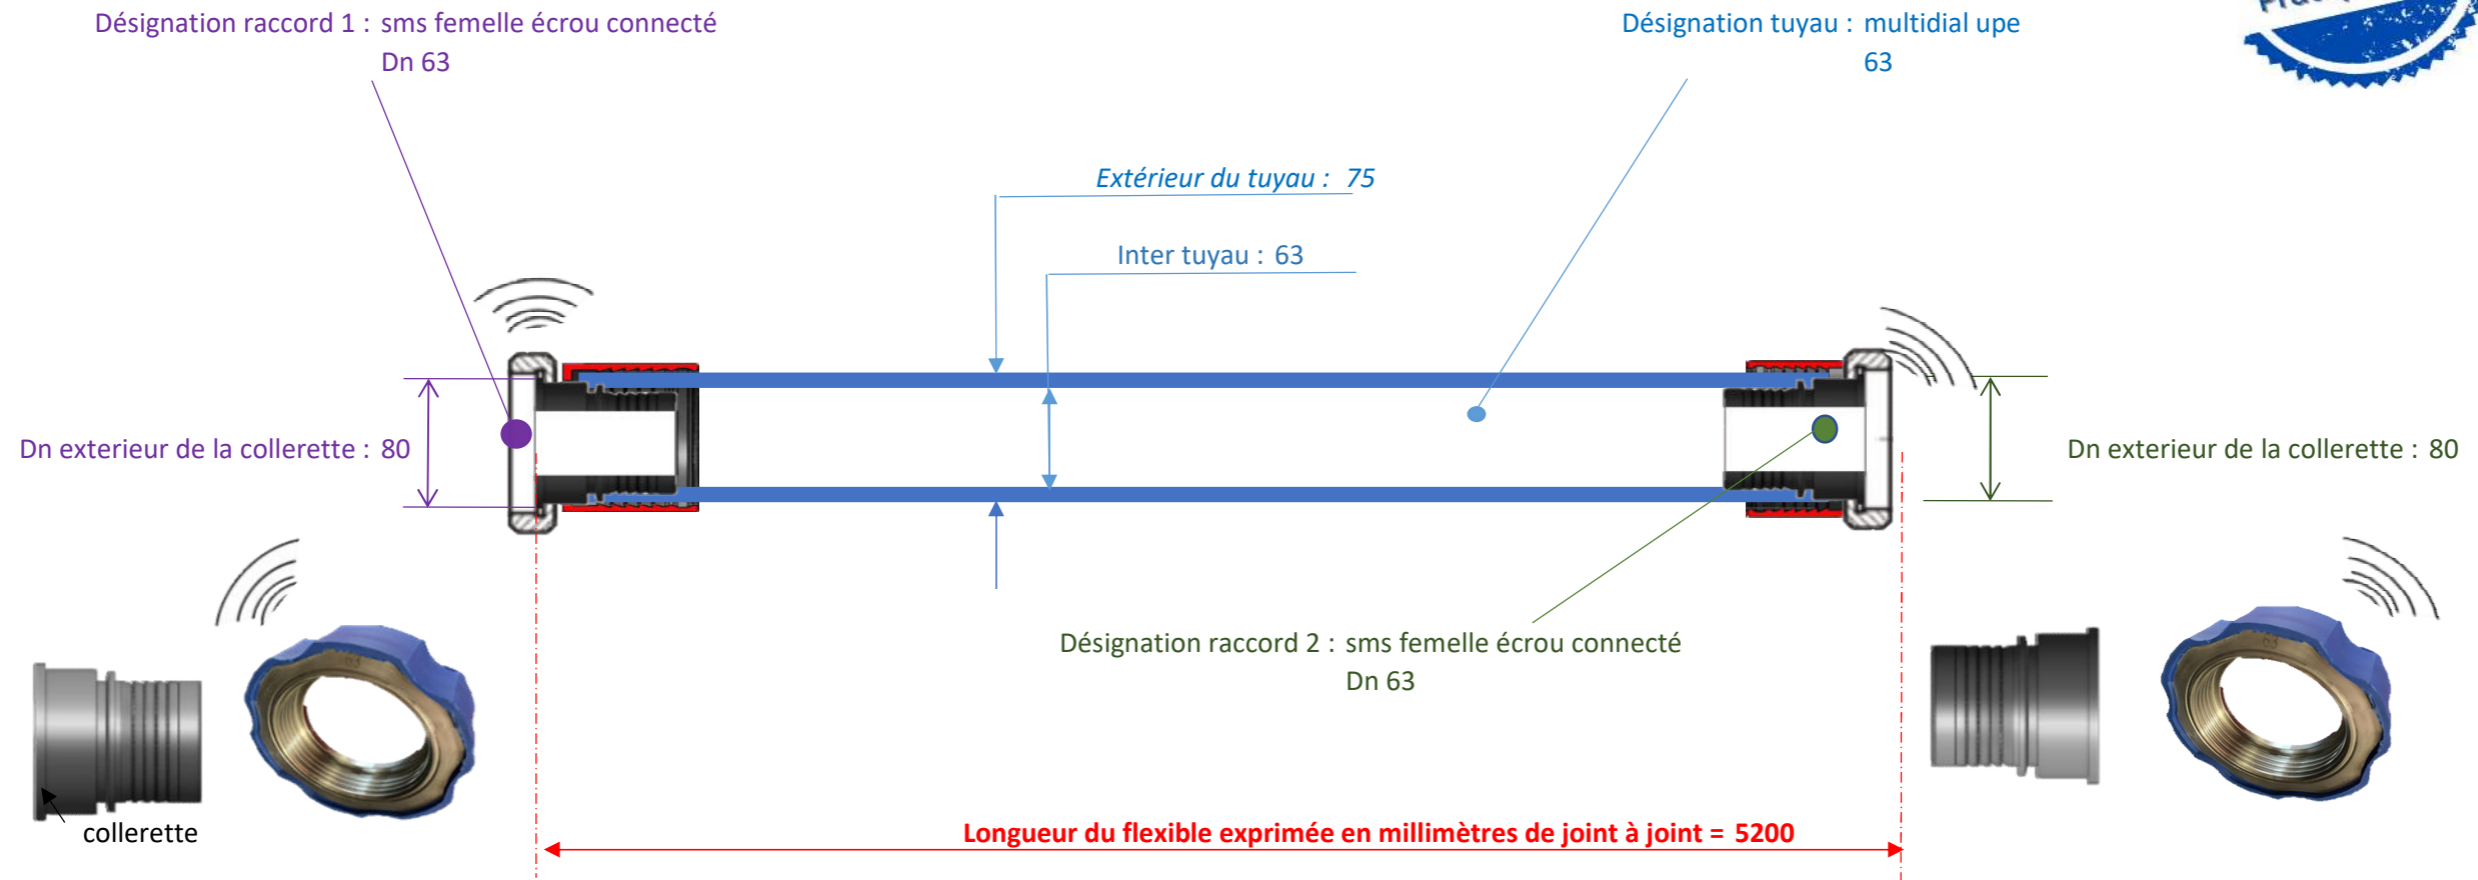 Désignation raccord 1 : sms femelle écrou connecté
Dn 63
Désignation tuyau : multidial upe
63
Extérieur du tuyau : 75
Inter tuyau : 63
Dn exterieur de la collerette : 80
Dn exterieur de la collerette : 80
Désignation raccord 2 : sms femelle écrou connecté
Dn 63
collerette
Longueur du flexible exprimée en millimètres de joint à joint = 5200